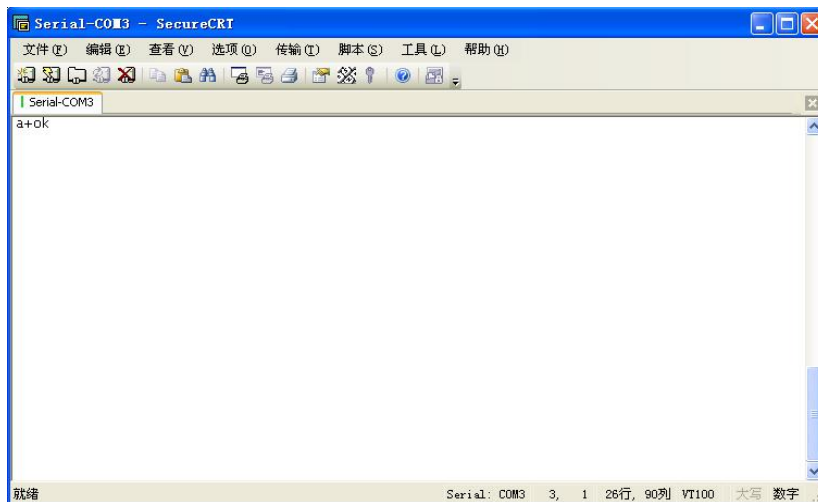 Serial-COM3 - SecureCRT
文件(F) 编辑(E) 查看(V) 选项(O) 传输(T) 脚本(S) 工具(L) 帮助(H)
Serial-COM3
a+ok
就绪 Serial: COM3 3, 1 26行, 90列 VT100 大写 数字